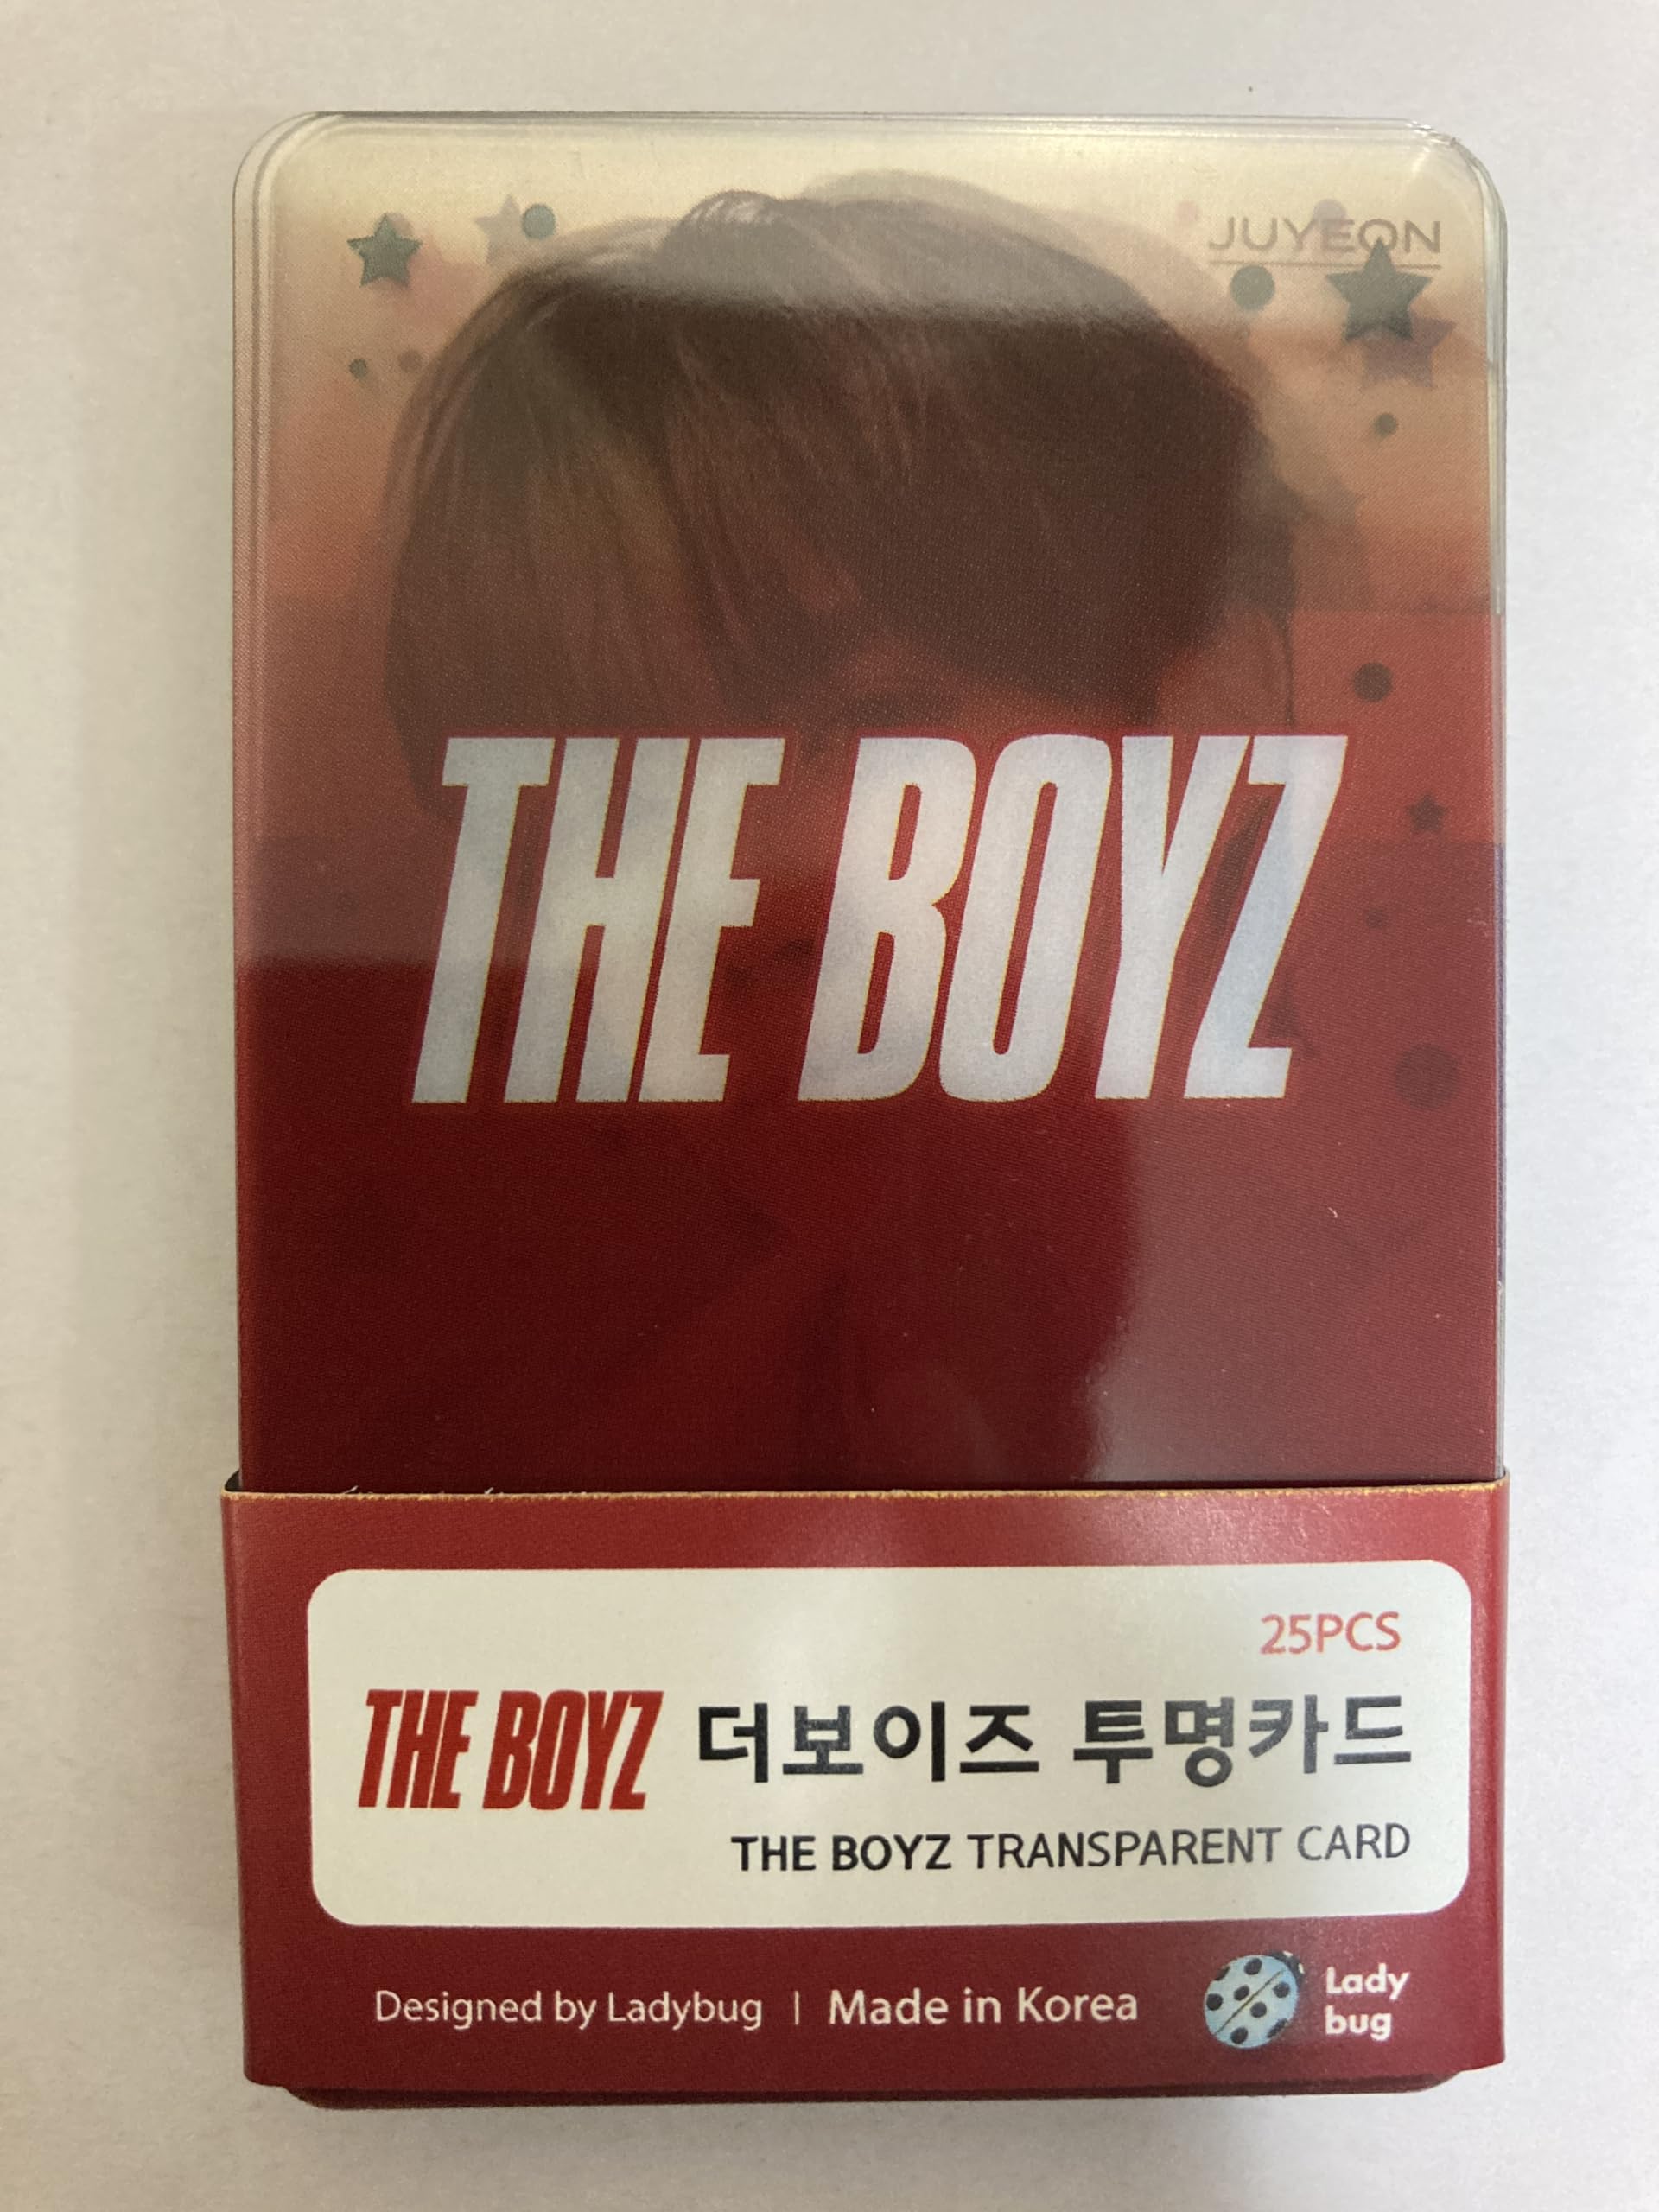 JUYEON
THE BOYZ
25PCS
THE BOYZ 더보이즈 투명카드
THE BOYZ TRANSPARENT CARD
Designed by Ladybug | Made in Korea
Lady
bug